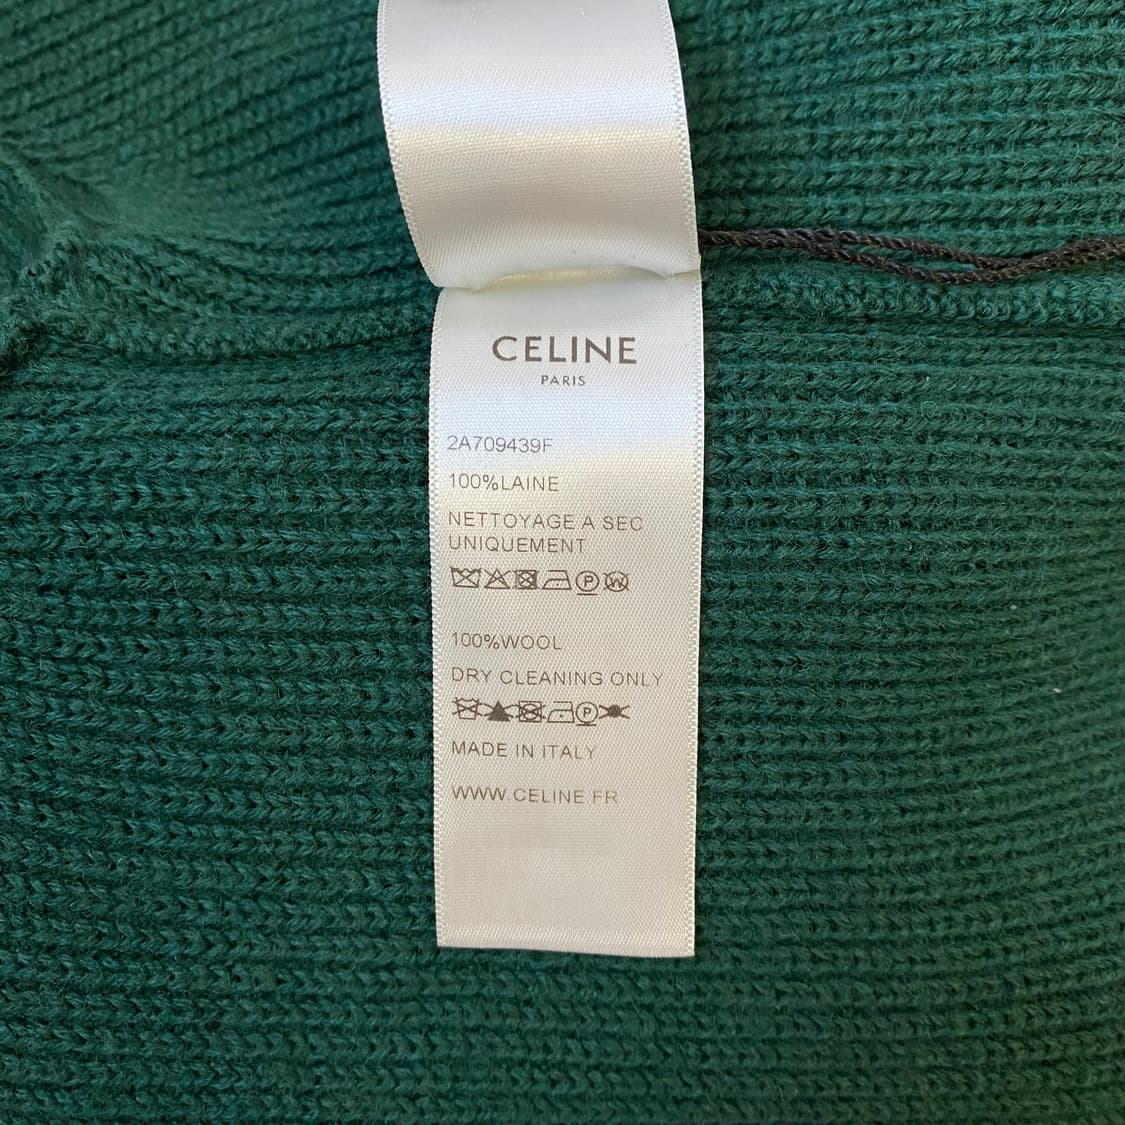 CELINE
PARIS
2A709439F
100%LAINE
NETTOYAGE A SEC
UNIQUEMENT
P W
100%WOOL
DRY CLEANING ONLY
P
MADE IN ITALY
WWW.CELINE.FR